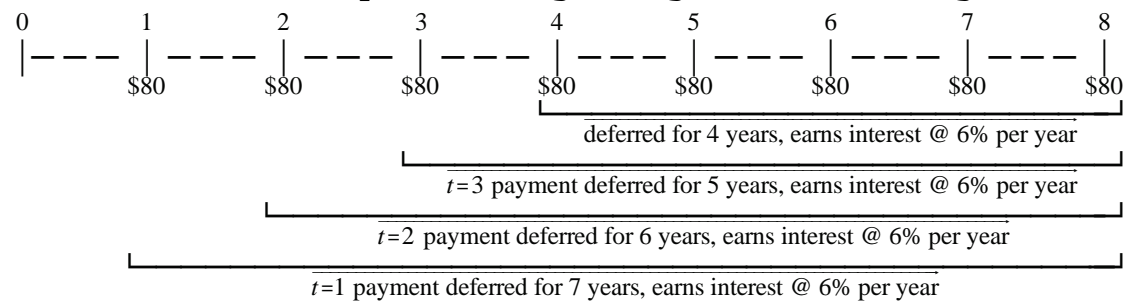 0 1 2 3 4 5 6 7 8
$80 $80 $80 $80 $80 $80 $80 $80
deferred for 4 years, earns interest @ 6% per year
t=3 payment deferred for 5 years, earns interest @ 6% per year
t=2 payment deferred for 6 years, earns interest @ 6% per year
t=1 payment deferred for 7 years, earns interest @ 6% per year